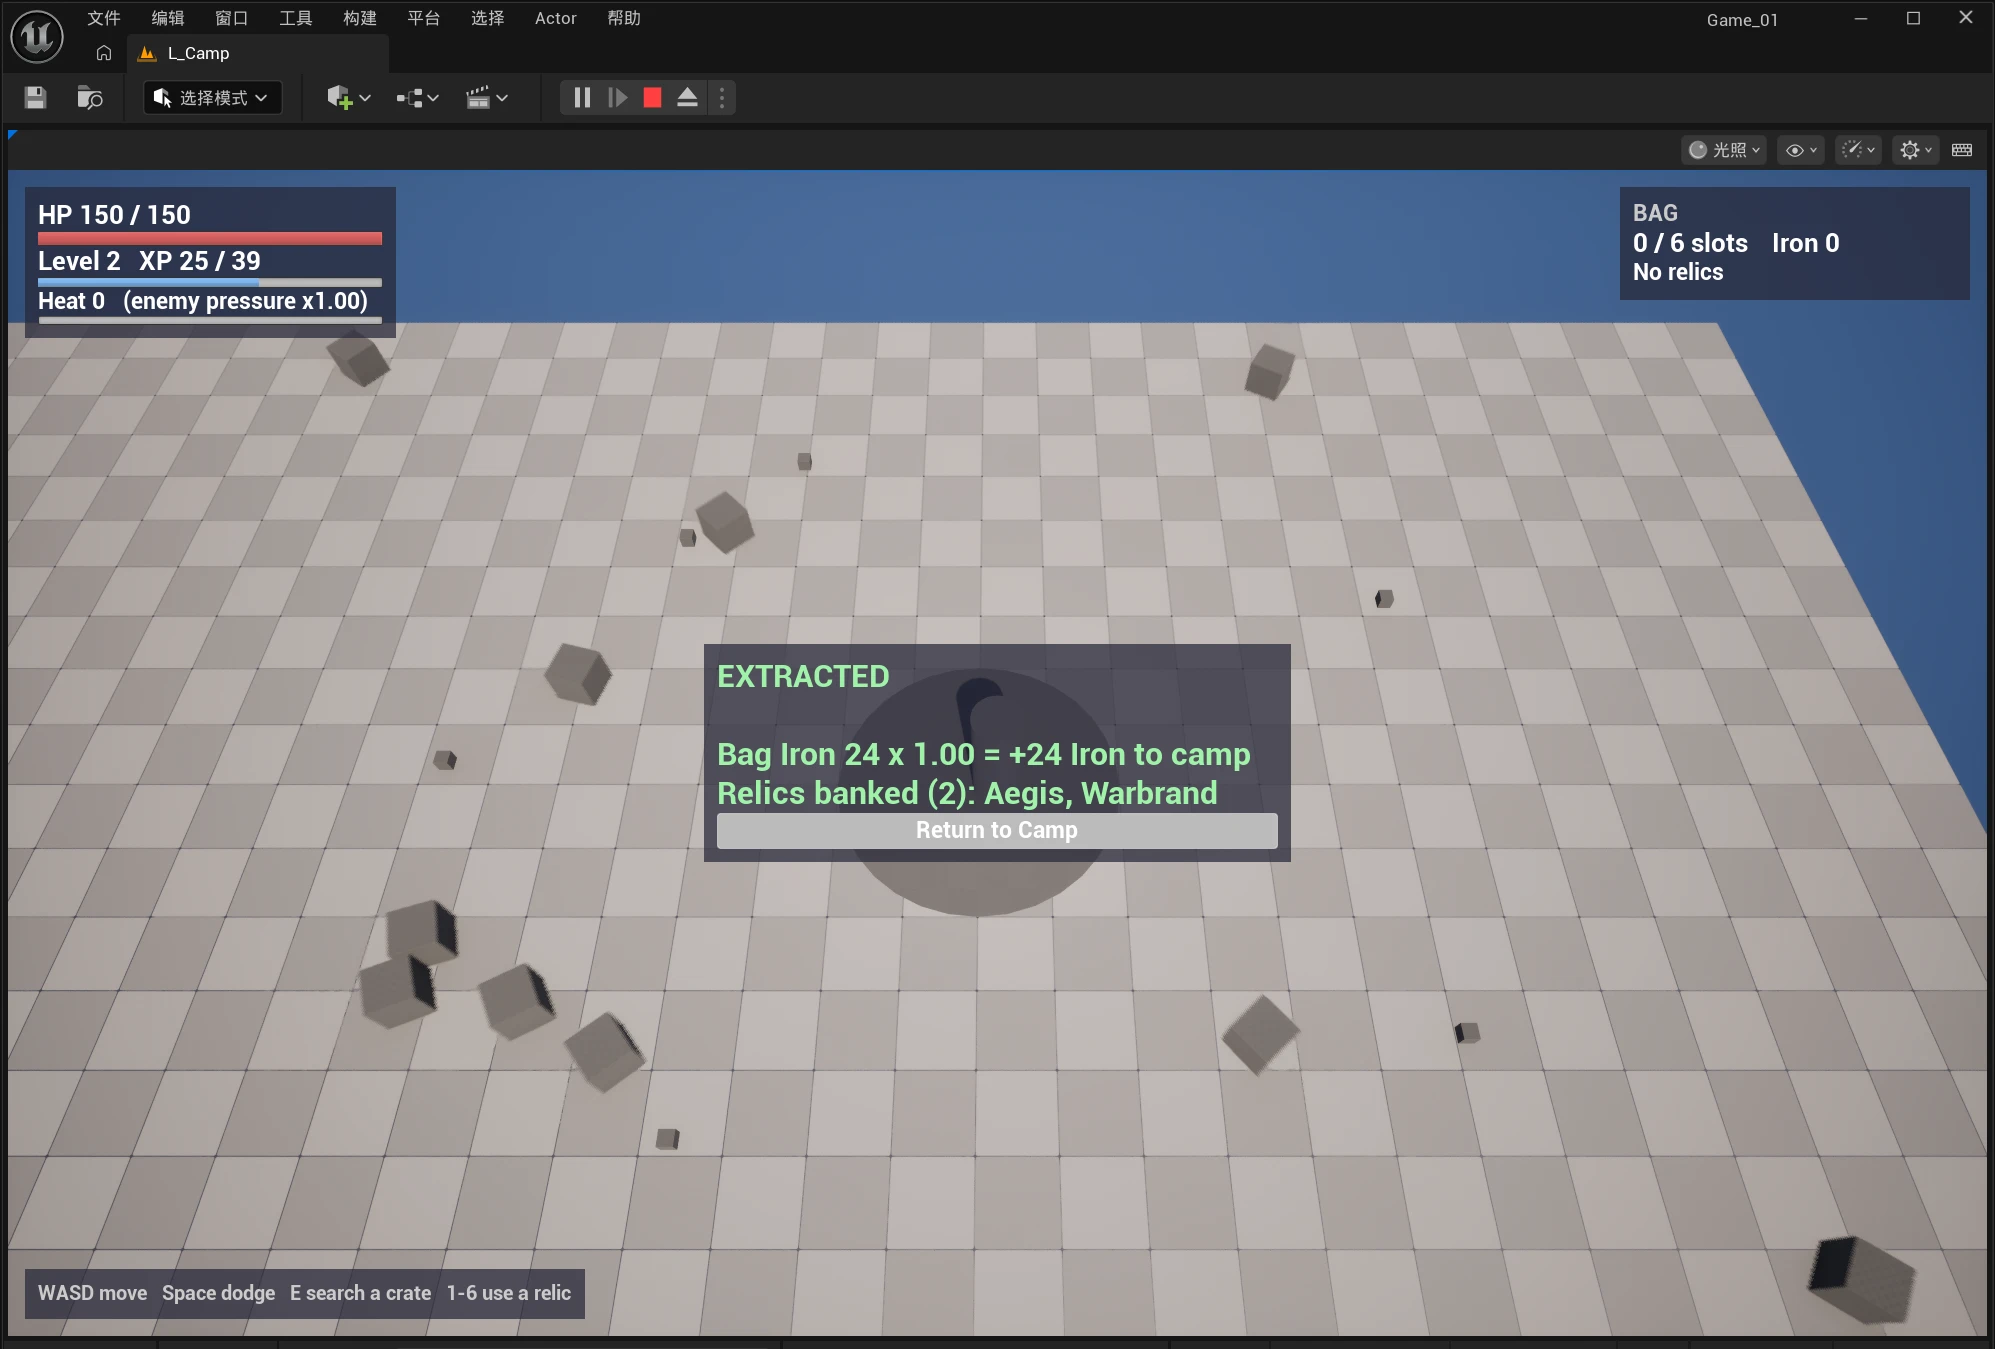 文件 编辑 窗口 工具 构建 平台 选择 Actor 帮助 Game_01
L_Camp
选择模式
光照
HP 150 / 150
Level 2 XP 25 / 39
Heat 0 (enemy pressure x1.00)
BAG
0 / 6 slots Iron 0
No relics
EXTRACTED
Bag Iron 24 x 1.00 = +24 Iron to camp
Relics banked (2): Aegis, Warbrand
Return to Camp
WASD move Space dodge E search a crate 1-6 use a relic